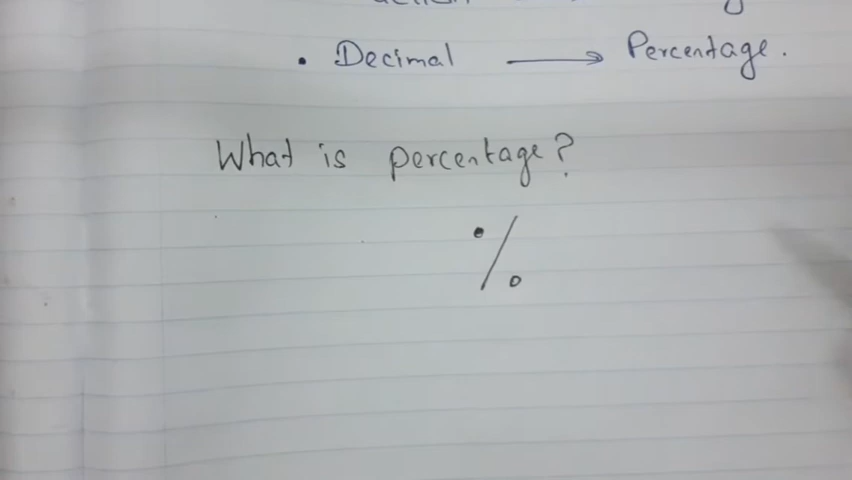 • Decimal → Percentage.
What is percentage?
%